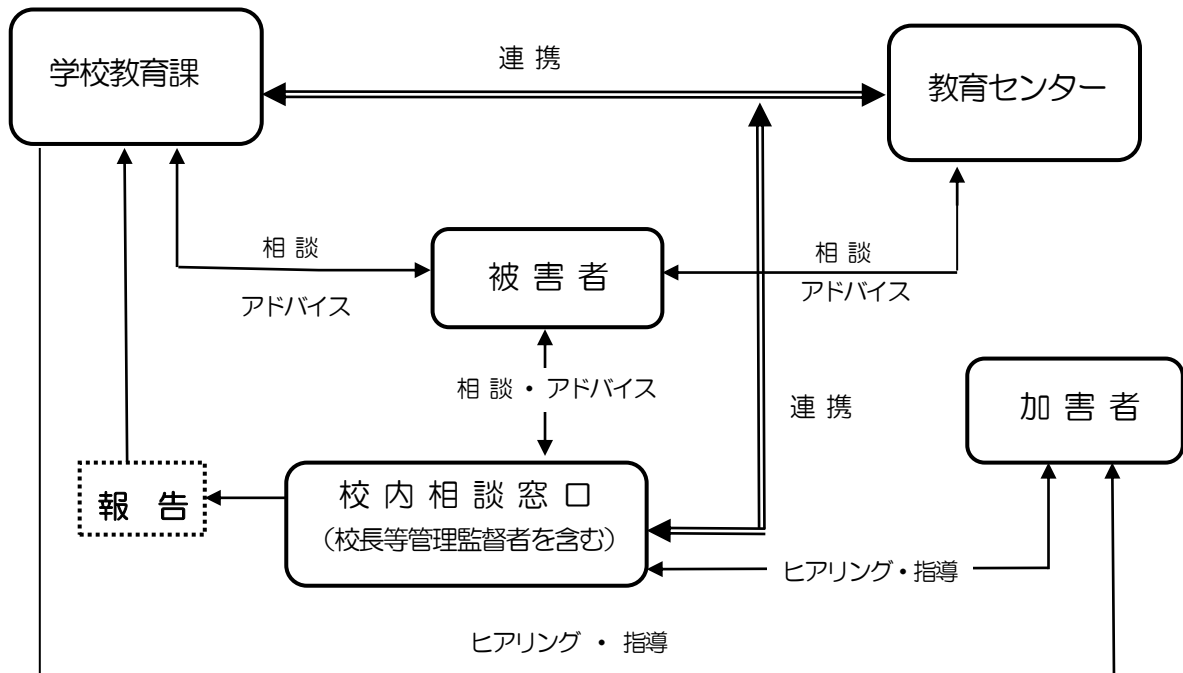 学校教育課
連 携
教育センター
相 談
アドバイス
被 害 者
相 談
アドバイス
相 談 ・ アドバイス
連 携
加 害 者
報 告
校 内 相 談 窓 口
(校長等管理監督者を含む)
ヒアリング・指導
ヒアリング ・ 指導